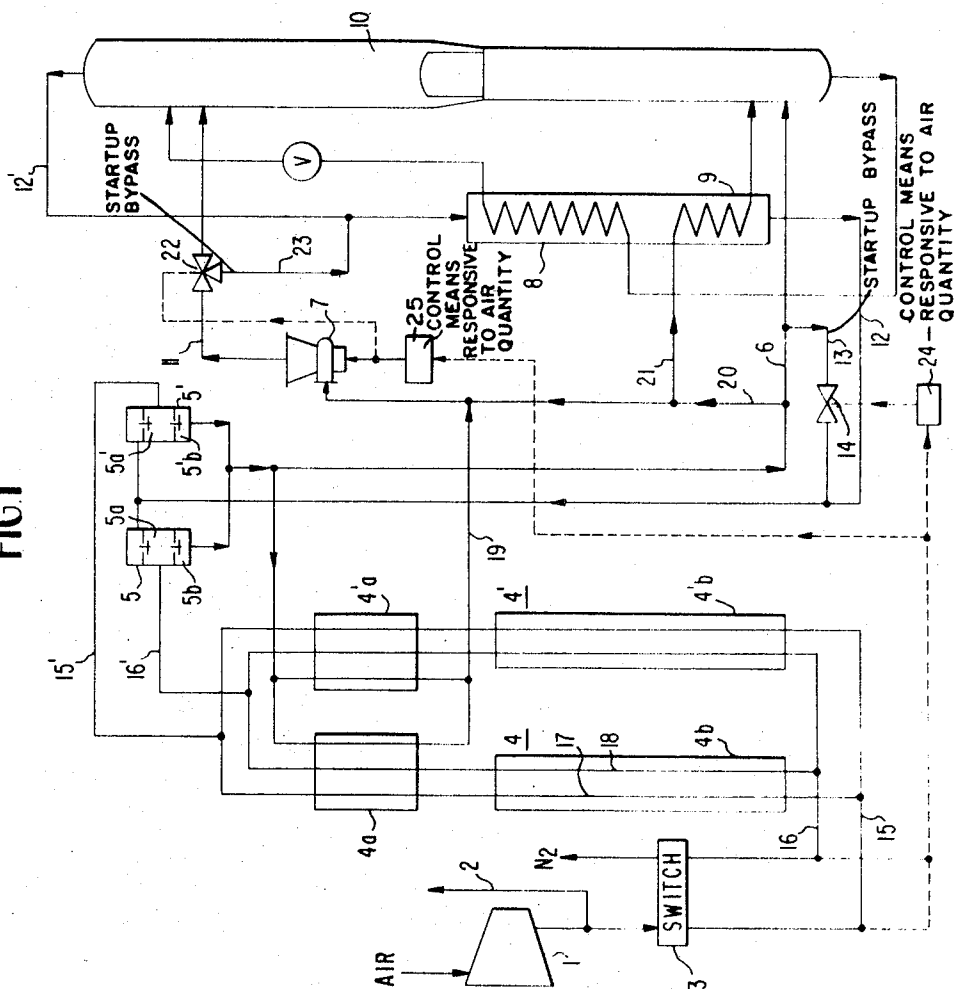 FIG.1
12'
10
STARTUP
BYPASS
22
23
V
9
8
11
7
25
CONTROL
MEANS
RESPONSIVE
TO AIR
QUANTITY
21
20
6
13
12
14
STARTUP BYPASS
CONTROL MEANS
24
RESPONSIVE TO AIR
QUANTITY
5'
5a'
5'b
5a
5
5b
15'
16'
19
4'a
4'
4'b
4a
4
4b
17
18
16
15
N2
2
SWITCH
3
1
AIR